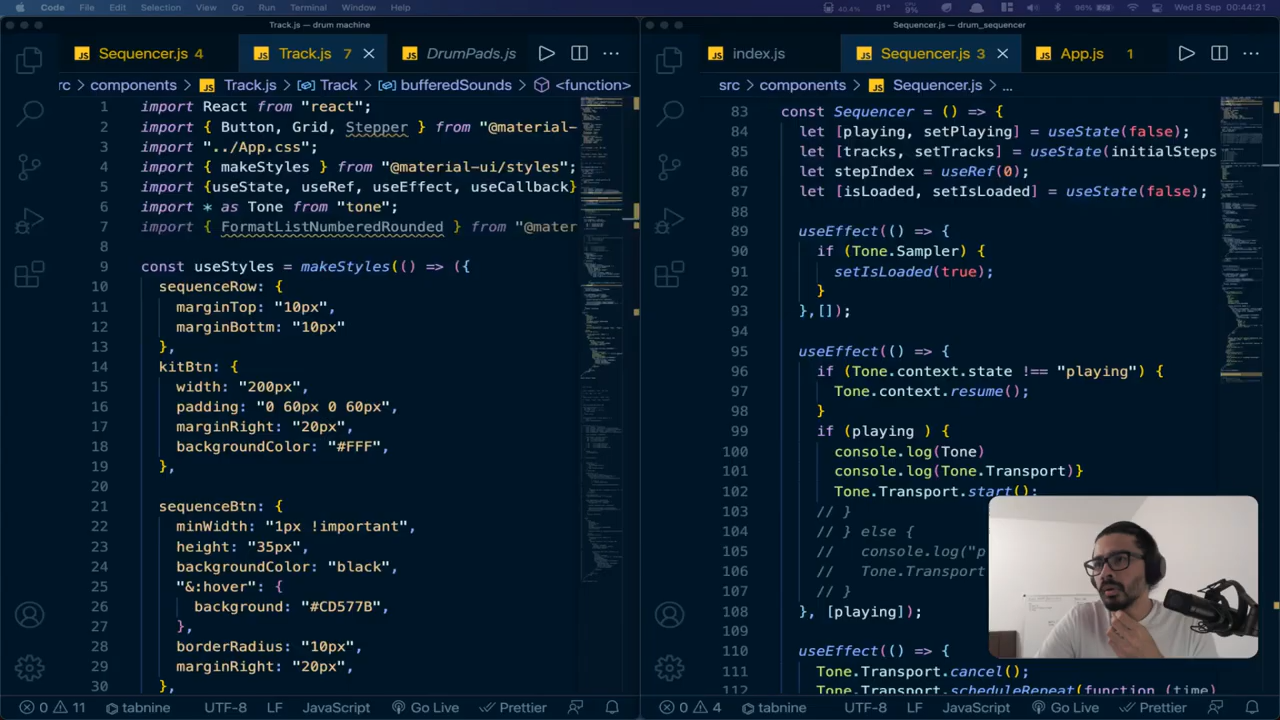 Code File Edit Selection View Go Run Terminal Window Help 40.4% 81° 9% 96% Wed 8 Sep 00:44:21
Track.js — drum machine
Sequencer.js 4 Track.js 7 DrumPads.js
components Track.js Track bufferedSounds <function>
1 import React from "react";
2 import { Button, Grid, Stepper } from "@material-
3 import "../App.css";
4 import { makeStyles } from "@material-ui/styles";
5 import {useState, useRef, useEffect, useCallback}
6 import * as Tone from "tone";
7 import { FormatListNumberedRounded } from "@mater
8
9 const useStyles = makeStyles(() => ({
10 sequenceRow: {
11 marginTop: "10px",
12 marginBottm: "10px"
13 },
14 kitBtn: {
15 width: "200px",
16 padding: "0 60px 0 60px",
17 marginRight: "20px",
18 backgroundColor: "#FFF",
19 },
20
21 sequenceBtn: {
22 minWidth: "1px !important",
23 height: "35px",
24 backgroundColor: "black",
25 "&:hover": {
26 background: "#CD577B",
27 },
28 borderRadius: "10px",
29 marginRight: "20px",
30 },
0 11 tabnine UTF-8 LF JavaScript Go Live Prettier
Sequencer.js — drum_sequencer
index.js Sequencer.js 3 App.js 1
src components Sequencer.js ...
83 const Sequencer = () => {
84 let [playing, setPlaying] = useState(false);
85 let [tracks, setTracks] = useState(initialSteps
86 let stepIndex = useRef(0);
87 let [isLoaded, setIsLoaded] = useState(false);
88
89 useEffect(() => {
90 if (Tone.Sampler) {
91 setIsLoaded(true);
92 }
93 },[]);
94
95 useEffect(() => {
96 if (Tone.context.state !== "playing") {
97 Tone.context.resume();
98 }
99 if (playing ) {
100 console.log(Tone)
101 console.log(Tone.Transport)}
102 Tone.Transport.start();
103 // }
104 // } else {
105 // console.log("p
106 // Tone.Transport
107 // }
108 }, [playing]);
109
110 useEffect(() => {
111 Tone.Transport.cancel();
112 Tone.Transport.scheduleRepeat(function (time)
0 4 tabnine UTF-8 LF JavaScript Go Live Prettier